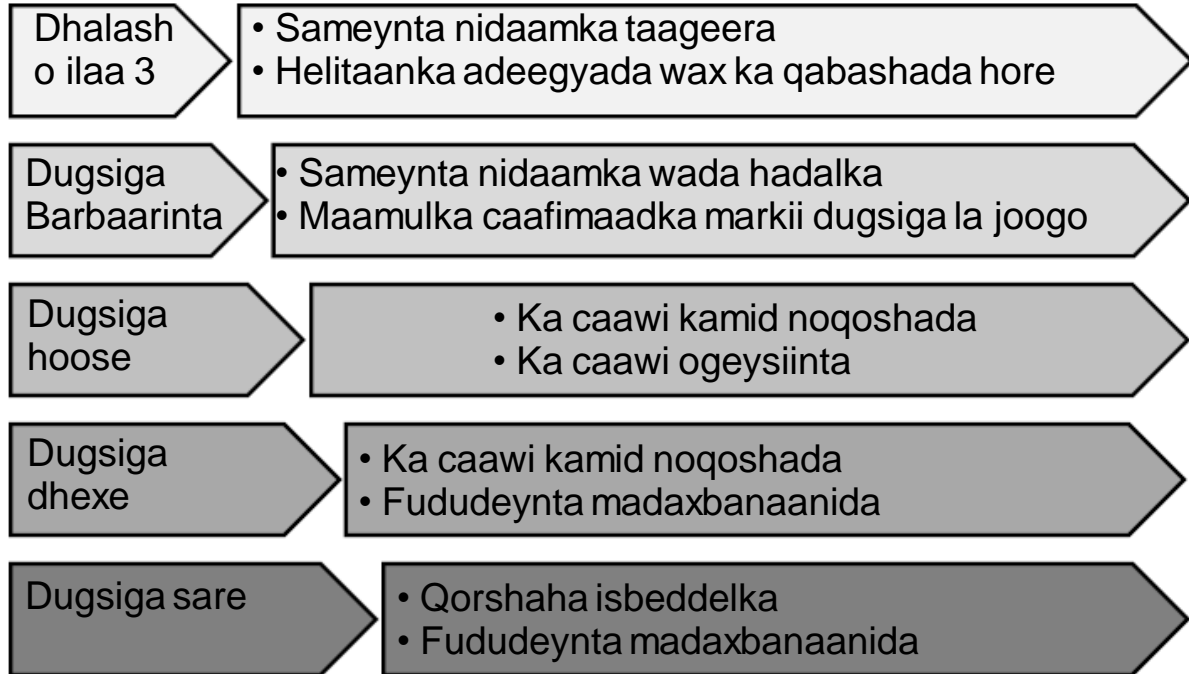 Dhalash
o ilaa 3
• Sameynta nidaamka taageera
• Helitaanka adeegyada wax ka qabashada hore
Dugsiga
Barbaarinta
• Sameynta nidaamka wada hadalka
• Maamulka caafimaadka markii dugsiga la joogo
Dugsiga
hoose
• Ka caawi kamid noqoshada
• Ka caawi ogeysiinta
Dugsiga
dhexe
• Ka caawi kamid noqoshada
• Fududeynta madaxbanaanida
Dugsiga sare
• Qorshaha isbeddelka
• Fududeynta madaxbanaanida